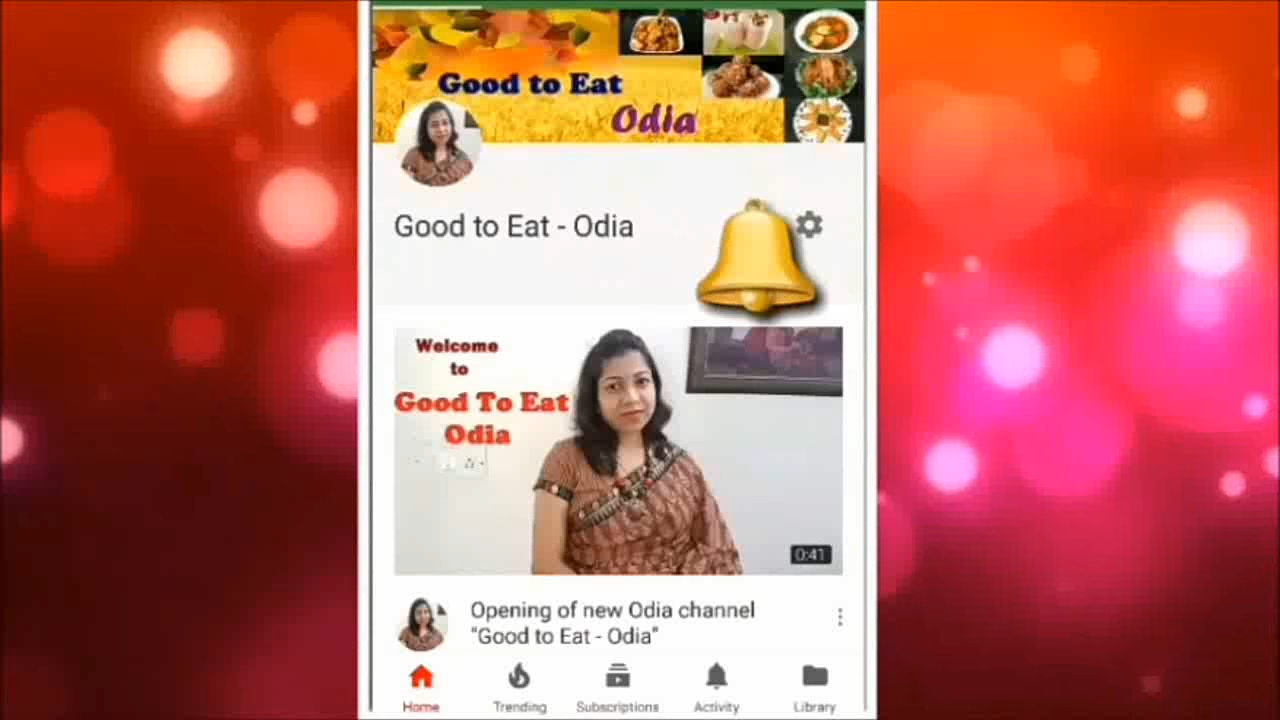 Good to Eat
Odia
Good to Eat - Odia
Welcome
to
Good To Eat
Odia
0:41
Opening of new Odia channel
"Good to Eat - Odia"
Home Trending Subscriptions Activity Library